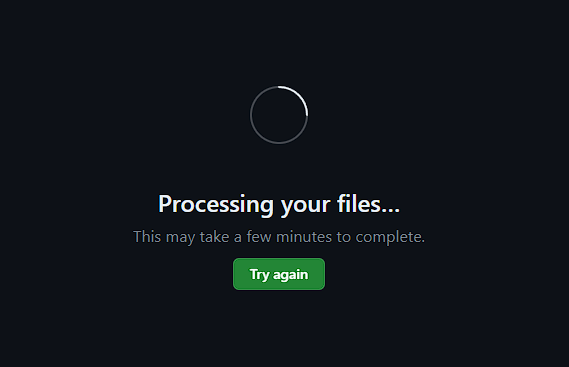 Processing your files...
This may take a few minutes to complete.
Try again